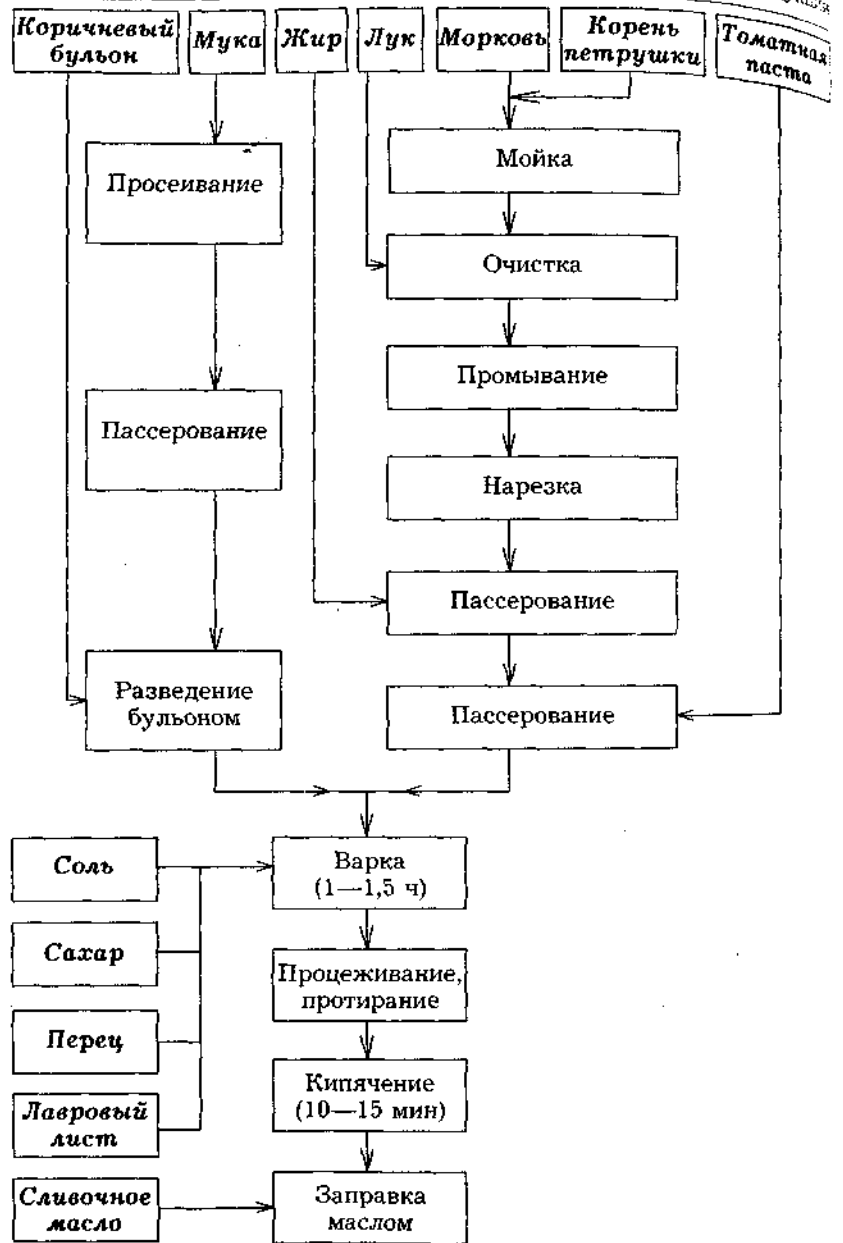 Коричневый
бульон
Мука
Жир
Лук
Морковь
Корень
петрушки
Томатная
паста
Мойка
Просеивание
Очистка
Промывание
Пассерование
Нарезка
Пассерование
Разведение
бульоном
Пассерование
Соль
Варка
(1—1,5 ч)
Сахар
Процеживание,
протирание
Перец
Кипячение
(10—15 мин)
Лавровый
лист
Сливочное
масло
Заправка
маслом